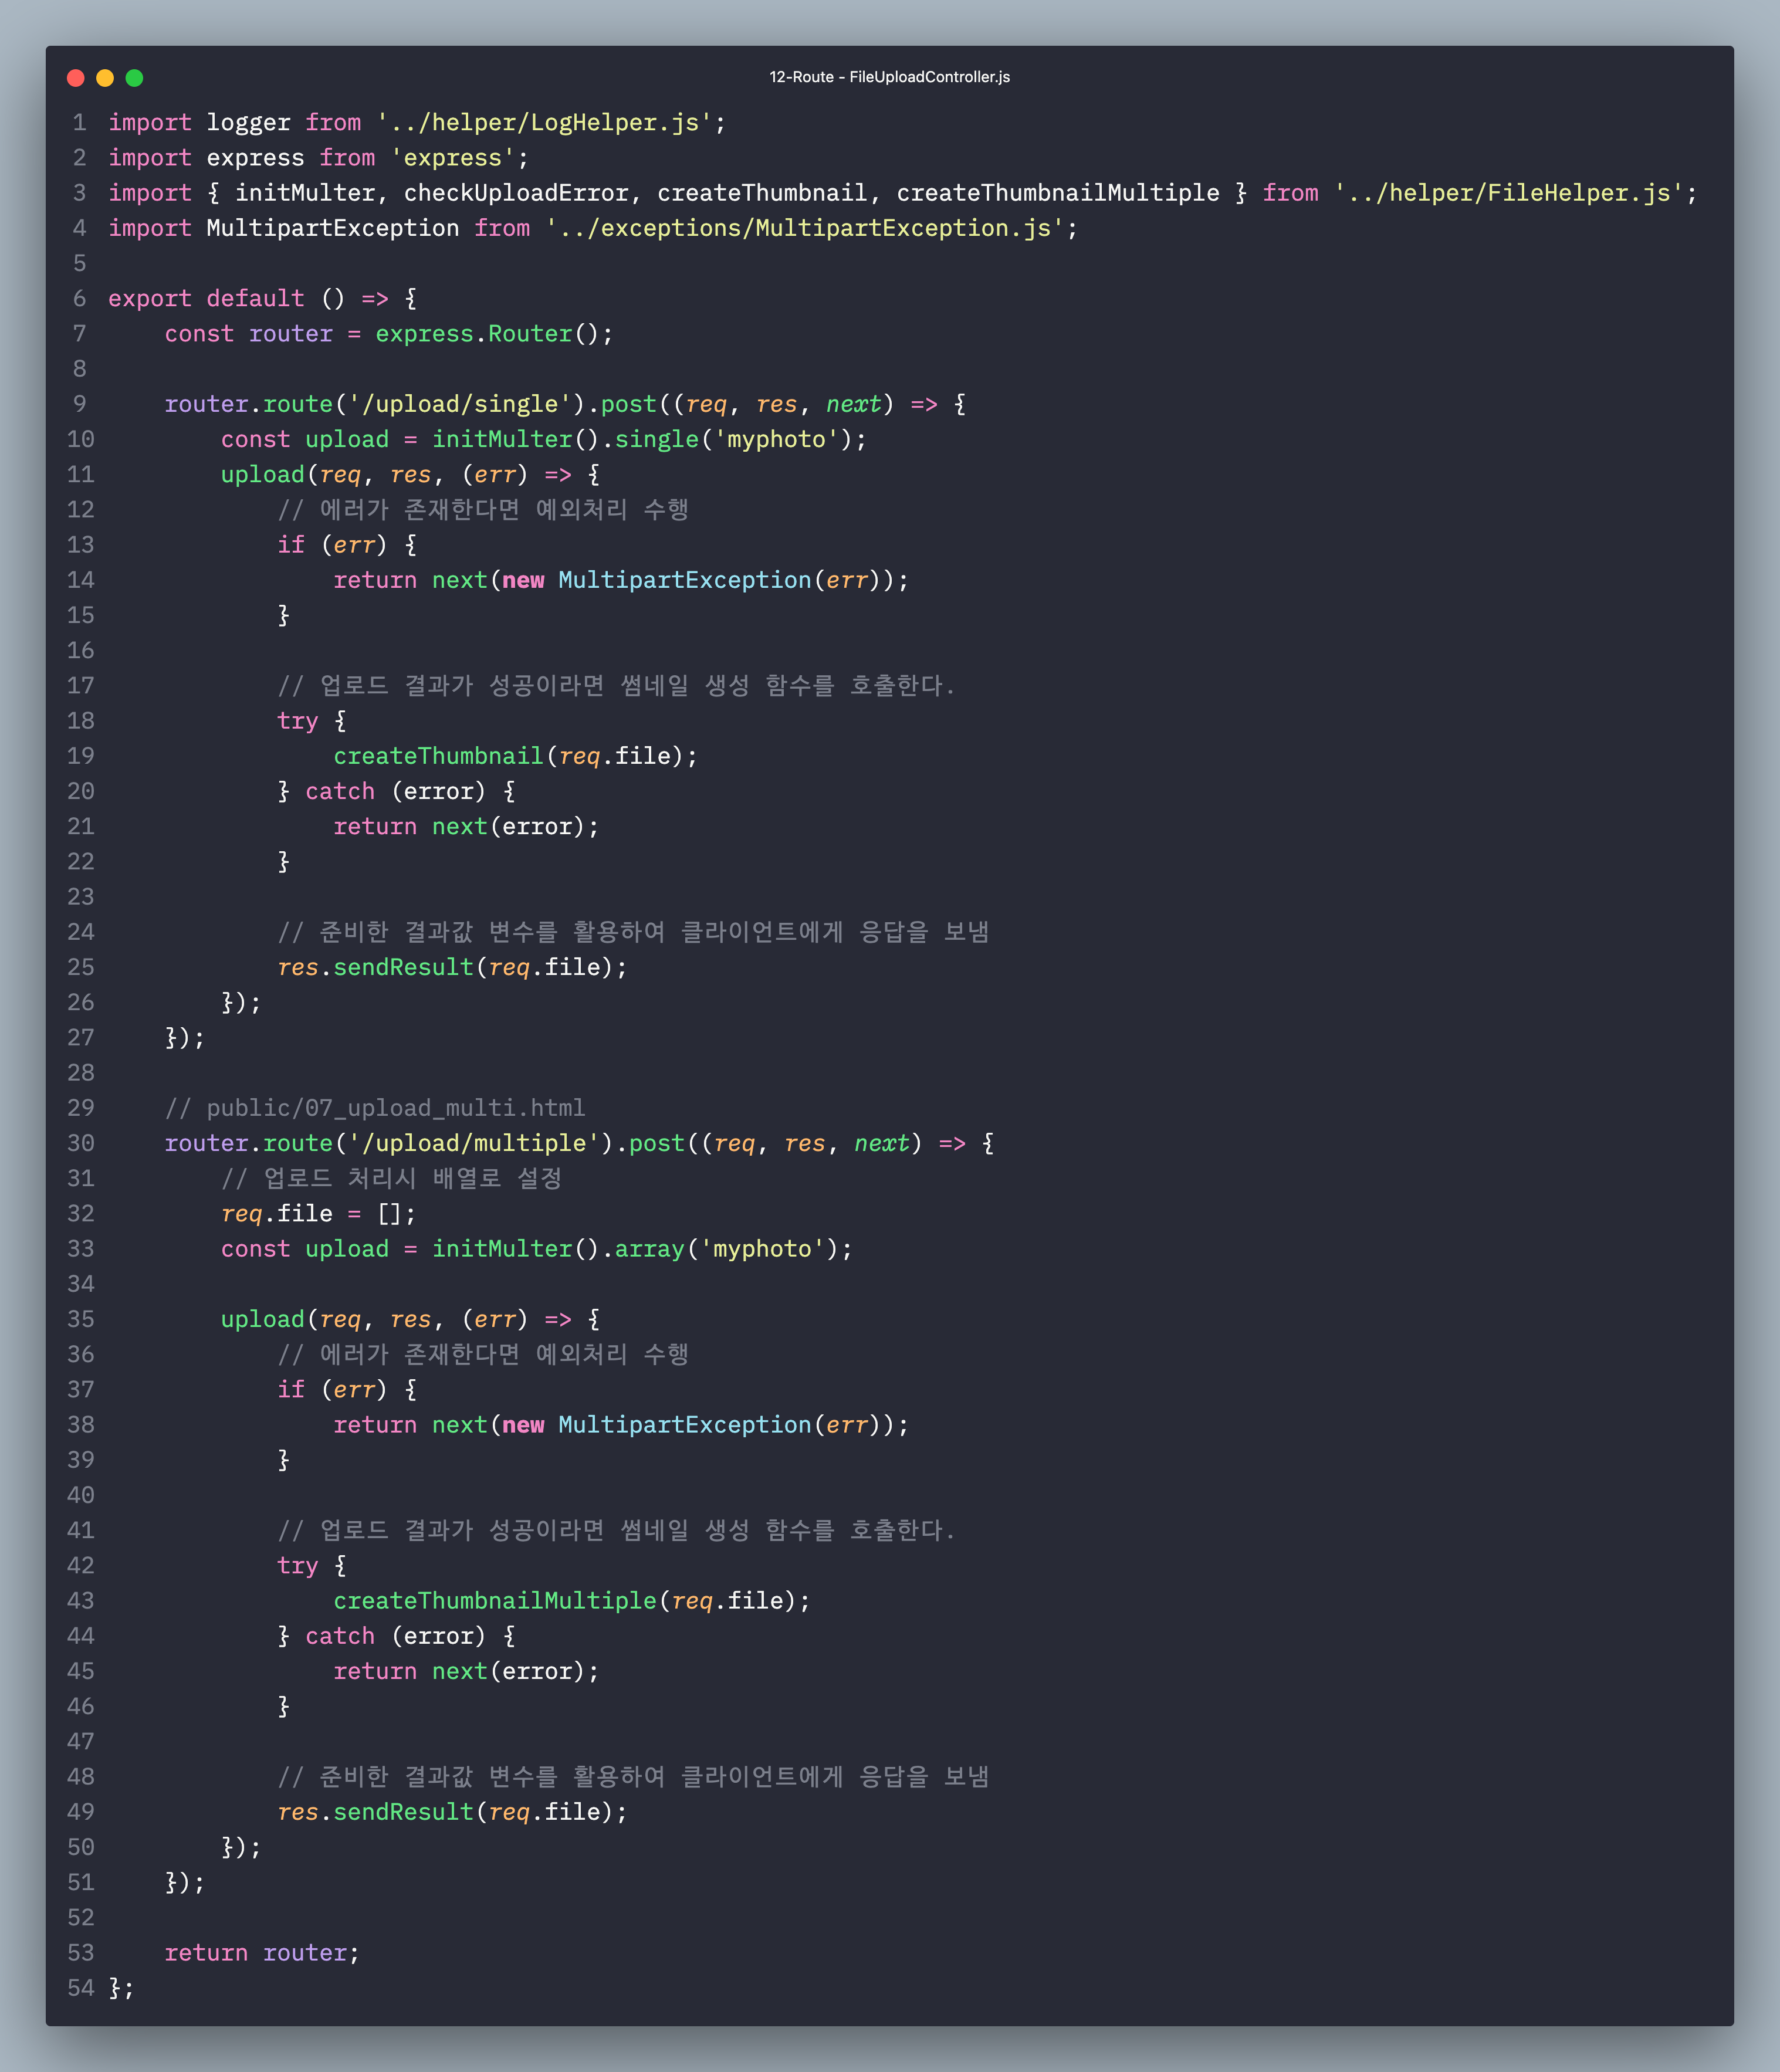 12-Route - FileUploadController.js
1 import logger from '../helper/LogHelper.js';
2 import express from 'express';
3 import { initMulter, checkUploadError, createThumbnail, createThumbnailMultiple } from '../helper/FileHelper.js';
4 import MultipartException from '../exceptions/MultipartException.js';
5
6 export default () => {
7     const router = express.Router();
8
9     router.route('/upload/single').post((req, res, next) => {
10         const upload = initMulter().single('myphoto');
11         upload(req, res, (err) => {
12             // 에러가 존재한다면 예외처리 수행
13             if (err) {
14                 return next(new MultipartException(err));
15             }
16
17             // 업로드 결과가 성공이라면 썸네일 생성 함수를 호출한다.
18             try {
19                 createThumbnail(req.file);
20             } catch (error) {
21                 return next(error);
22             }
23
24             // 준비한 결과값 변수를 활용하여 클라이언트에게 응답을 보냄
25             res.sendResult(req.file);
26         });
27     });
28
29     // public/07_upload_multi.html
30     router.route('/upload/multiple').post((req, res, next) => {
31         // 업로드 처리시 배열로 설정
32         req.file = [];
33         const upload = initMulter().array('myphoto');
34
35         upload(req, res, (err) => {
36             // 에러가 존재한다면 예외처리 수행
37             if (err) {
38                 return next(new MultipartException(err));
39             }
40
41             // 업로드 결과가 성공이라면 썸네일 생성 함수를 호출한다.
42             try {
43                 createThumbnailMultiple(req.file);
44             } catch (error) {
45                 return next(error);
46             }
47
48             // 준비한 결과값 변수를 활용하여 클라이언트에게 응답을 보냄
49             res.sendResult(req.file);
50         });
51     });
52
53     return router;
54 };